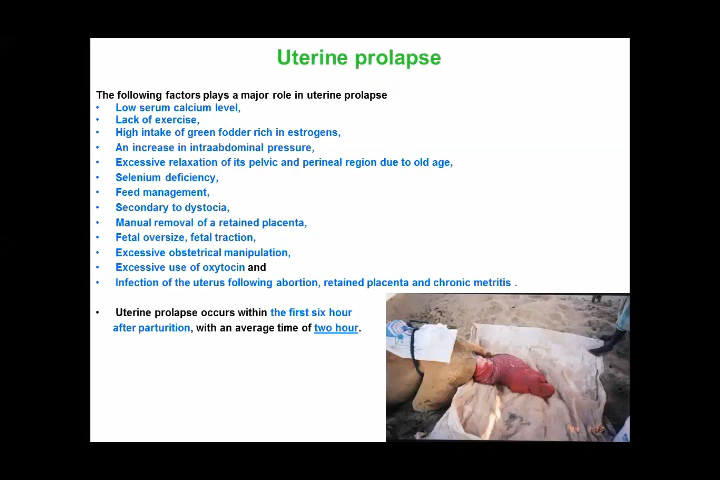 Uterine prolapse
The following factors plays a major role in uterine prolapse
• Low serum calcium level,
• Lack of exercise,
• High intake of green fodder rich in estrogens,
• An increase in intraabdominal pressure,
• Excessive relaxation of its pelvic and perineal region due to old age,
• Selenium deficiency,
• Feed management,
• Secondary to dystocia,
• Manual removal of a retained placenta,
• Fetal oversize, fetal traction,
• Excessive obstetrical manipulation,
• Excessive use of oxytocin and
• Infection of the uterus following abortion, retained placenta and chronic metritis .
• Uterine prolapse occurs within the first six hour
after parturition, with an average time of two hour.